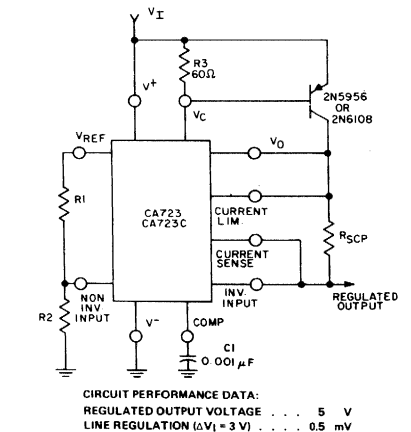 V I
R3
60Ω
V+
VC
2N5956
OR
2N6108
VREF
VO
R1
CA723
CA723C
CURRENT
LIM.
RSCP
CURRENT
SENSE
R2
NON
INV
INPUT
INV.
INPUT
REGULATED
OUTPUT
V−
COMP
C1
0.001 μF
CIRCUIT PERFORMANCE DATA:
REGULATED OUTPUT VOLTAGE . . . 5 V
LINE REGULATION (ΔVI = 3 V) . . . . 0.5 mV